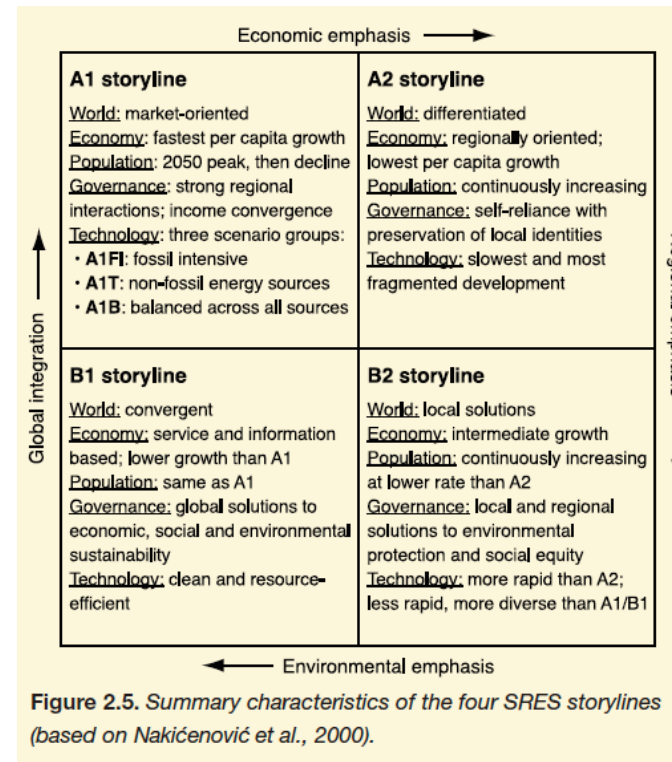 Economic emphasis
A1 storyline
World: market-oriented
Economy: fastest per capita growth
Population: 2050 peak, then decline
Governance: strong regional
interactions; income convergence
Technology: three scenario groups:
• A1FI: fossil intensive
• A1T: non-fossil energy sources
• A1B: balanced across all sources
A2 storyline
World: differentiated
Economy: regionally oriented;
lowest per capita growth
Population: continuously increasing
Governance: self-reliance with
preservation of local identities
Technology: slowest and most
fragmented development
Global integration
B1 storyline
World: convergent
Economy: service and information
based; lower growth than A1
Population: same as A1
Governance: global solutions to
economic, social and environmental
sustainability
Technology: clean and resource-
efficient
B2 storyline
World: local solutions
Economy: intermediate growth
Population: continuously increasing
at lower rate than A2
Governance: local and regional
solutions to environmental
protection and social equity
Technology: more rapid than A2;
less rapid, more diverse than A1/B1
Environmental emphasis
Figure 2.5. Summary characteristics of the four SRES storylines
(based on Nakićenović et al., 2000).